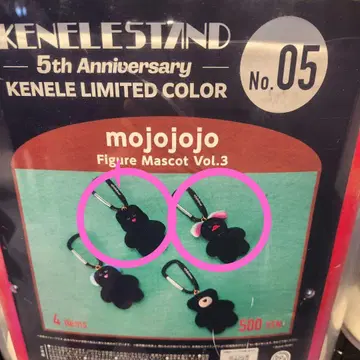 KENELESTAND
5th Anniversary
KENELE LIMITED COLOR
No.05
mojojojo
Figure Mascot Vol.3
500